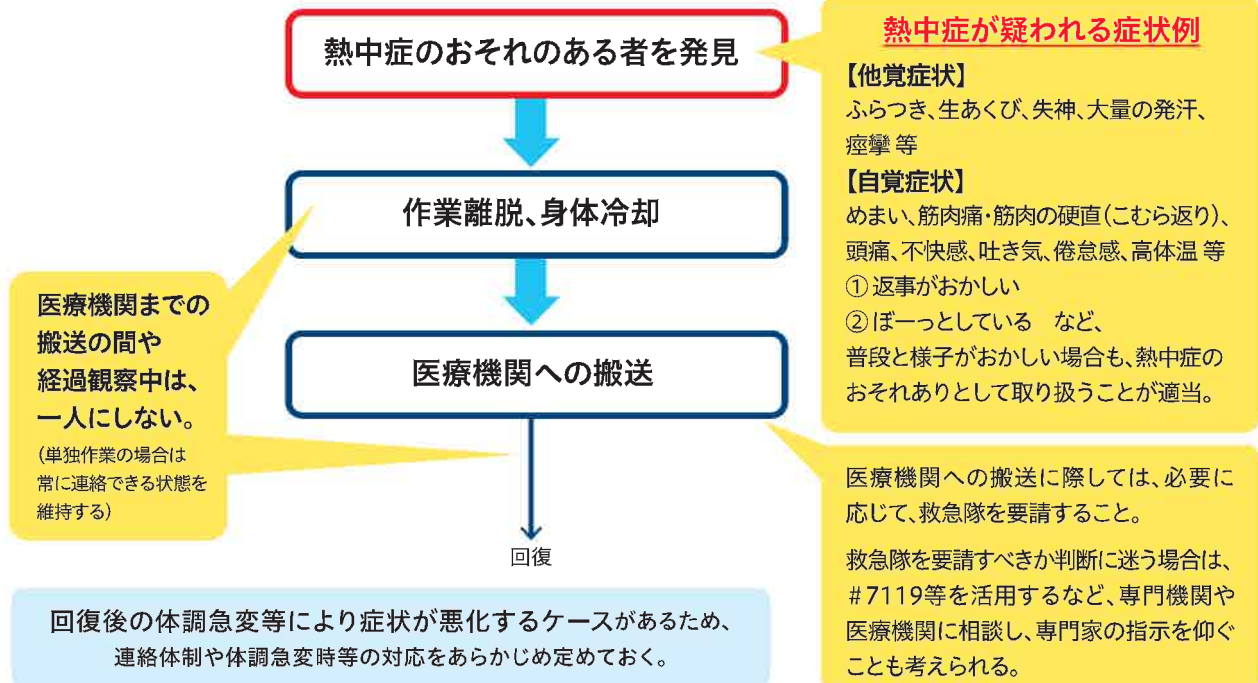 熱中症のおそれのある者を発見
作業離脱、身体冷却
医療機関への搬送
回復
医療機関までの
搬送の間や
経過観察中は、
一人にしない。
(単独作業の場合は
常に連絡できる状態を
維持する)
熱中症が疑われる症状例
【他覚症状】
ふらつき、生あくび、失神、大量の発汗、
痙攣 等
【自覚症状】
めまい、筋肉痛・筋肉の硬直(こむら返り)、
頭痛、不快感、吐き気、倦怠感、高体温 等
① 返事がおかしい
② ぼーっとしている　など、
普段と様子がおかしい場合も、熱中症の
おそれありとして取り扱うことが適当。
医療機関への搬送に際しては、必要に
応じて、救急隊を要請すること。
救急隊を要請すべきか判断に迷う場合は、
#7119等を活用するなど、専門機関や
医療機関に相談し、専門家の指示を仰ぐ
ことも考えられる。
回復後の体調急変等により症状が悪化するケースがあるため、
連絡体制や体調急変時等の対応をあらかじめ定めておく。